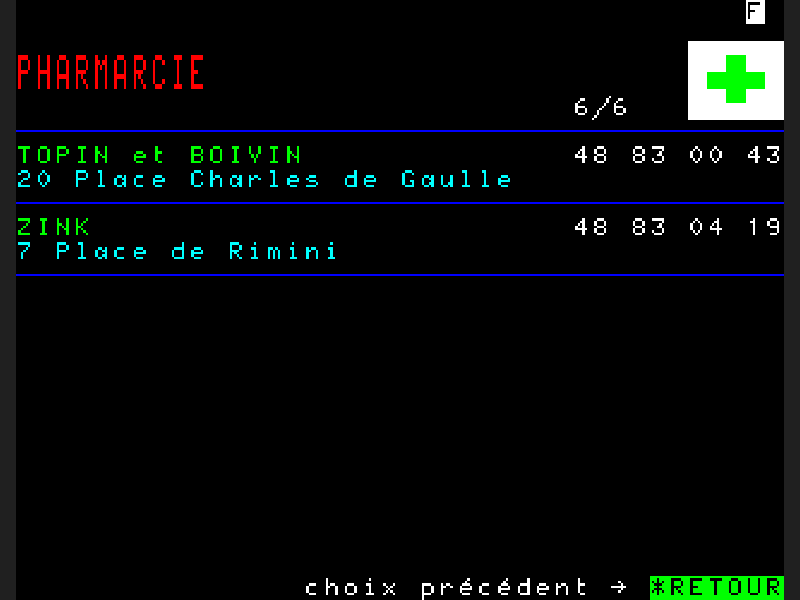 F
PHARMARCIE
6/6
TOPIN et BOIVIN 48 83 00 43
20 Place Charles de Gaulle
ZINK 48 83 04 19
7 Place de Rimini
choix précédent → *RETOUR